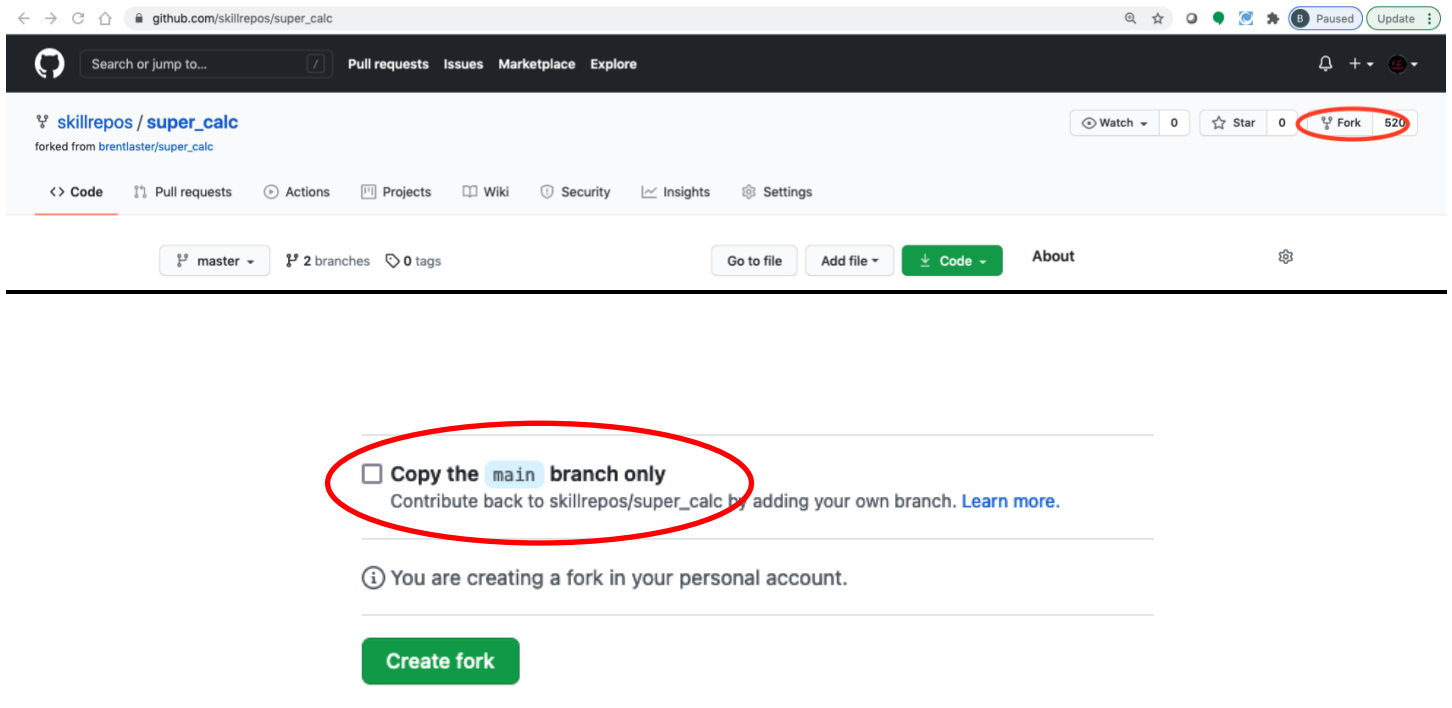 github.com/skillrepos/super_calc
B Paused Update
Search or jump to... / Pull requests Issues Marketplace Explore
skillrepos / super_calc Watch 0 Star 0 Fork 520
forked from brentlaster/super_calc
<> Code Pull requests Actions Projects Wiki Security Insights Settings
master 2 branches 0 tags Go to file Add file Code About
Copy the main branch only
Contribute back to skillrepos/super_calc by adding your own branch. Learn more.
You are creating a fork in your personal account.
Create fork